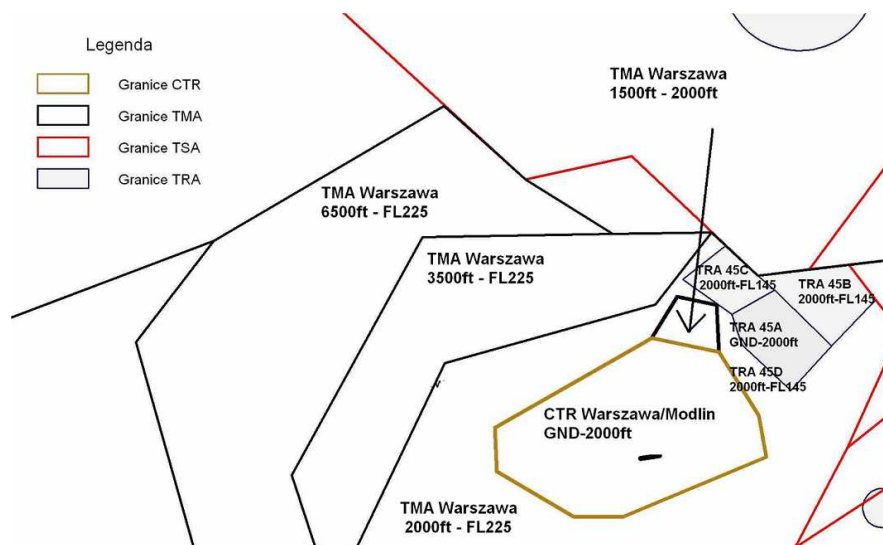 Legenda
Granice CTR
Granice TMA
Granice TSA
Granice TRA
TMA Warszawa
1500ft - 2000ft
TMA Warszawa
6500ft - FL225
TMA Warszawa
3500ft - FL225
TRA 45C
2000ft-FL145
TRA 45B
2000ft-FL145
TRA 45A
GND-2000ft
TRA 45D
2000ft-FL145
CTR Warszawa/Modlin
GND-2000ft
TMA Warszawa
2000ft - FL225